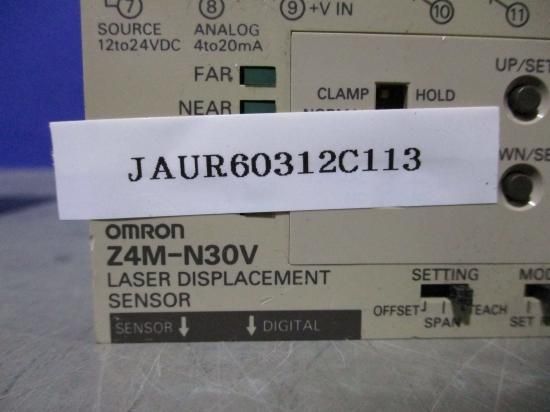 7 8 9 +V IN 10 11
SOURCE ANALOG
12to24VDC 4to20mA
FAR
NEAR
UP/SET
CLAMP HOLD
JAUR60312C113
OMRON
Z4M-N30V
LASER DISPLACEMENT
SENSOR
SETTING
OFFSET TEACH
SPAN SET
SENSOR DIGITAL